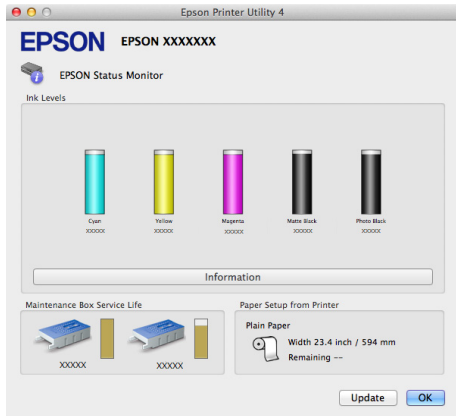 Epson Printer Utility 4
EPSON EPSON XXXXXXX
EPSON Status Monitor
Ink Levels
Cyan Yellow Magenta Matte Black Photo Black
XXXXX XXXXX XXXXX XXXXX XXXXX
Information
Maintenance Box Service Life
XXXXX XXXXX
Paper Setup from Printer
Plain Paper
Width 23.4 inch / 594 mm
Remaining --
Update OK